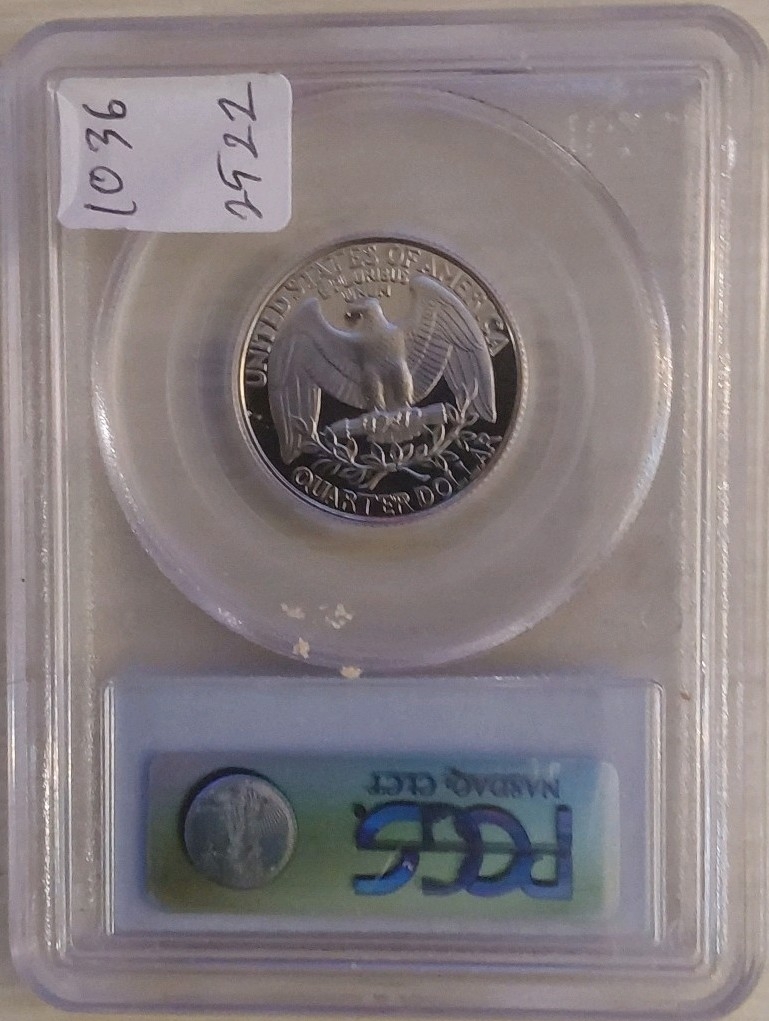 1036
2522
UNITED STATES OF AMERICA
E PLURIBUS
UNUM
QUARTER DOLLAR
NASDAQ: CLCT
PCGS